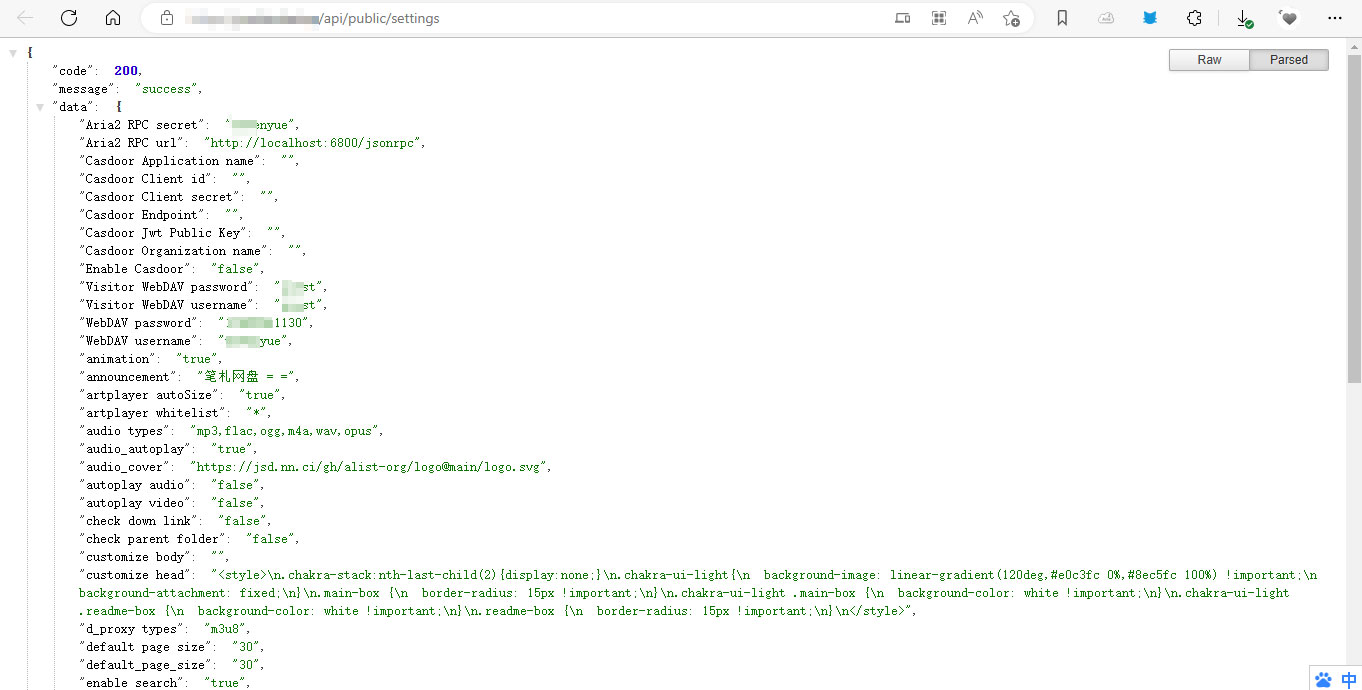 /api/public/settings
Raw Parsed
{
"code": 200,
"message": "success",
"data": {
"Aria2 RPC secret": "enyue",
"Aria2 RPC url": "http://localhost:6800/jsonrpc",
"Casdoor Application name": "",
"Casdoor Client id": "",
"Casdoor Client secret": "",
"Casdoor Endpoint": "",
"Casdoor Jwt Public Key": "",
"Casdoor Organization name": "",
"Enable Casdoor": "false",
"Visitor WebDAV password": "st",
"Visitor WebDAV username": "st",
"WebDAV password": "1130",
"WebDAV username": "yue",
"animation": "true",
"announcement": "笔札网盘 = =",
"artplayer autoSize": "true",
"artplayer whitelist": "*",
"audio types": "mp3,flac,ogg,m4a,wav,opus",
"audio_autoplay": "true",
"audio_cover": "https://jsd.nn.ci/gh/alist-org/logo@main/logo.svg",
"autoplay audio": "false",
"autoplay video": "false",
"check down link": "false",
"check parent folder": "false",
"customize body": "",
"customize head": "<style>\n.chakra-stack:nth-last-child(2){display:none;}\n.chakra-ui-light{\n  background-image: linear-gradient(120deg,#e0c3fc 0%,#8ec5fc 100%) !important;\n
background-attachment: fixed;\n}\n.main-box {\n  border-radius: 15px !important;\n}\n.chakra-ui-light .main-box {\n  background-color: white !important;\n}\n.chakra-ui-light
.readme-box {\n  background-color: white !important;\n}\n.readme-box {\n  border-radius: 15px !important;\n}\n</style>",
"d_proxy types": "m3u8",
"default page size": "30",
"default_page_size": "30",
"enable search": "true",
中